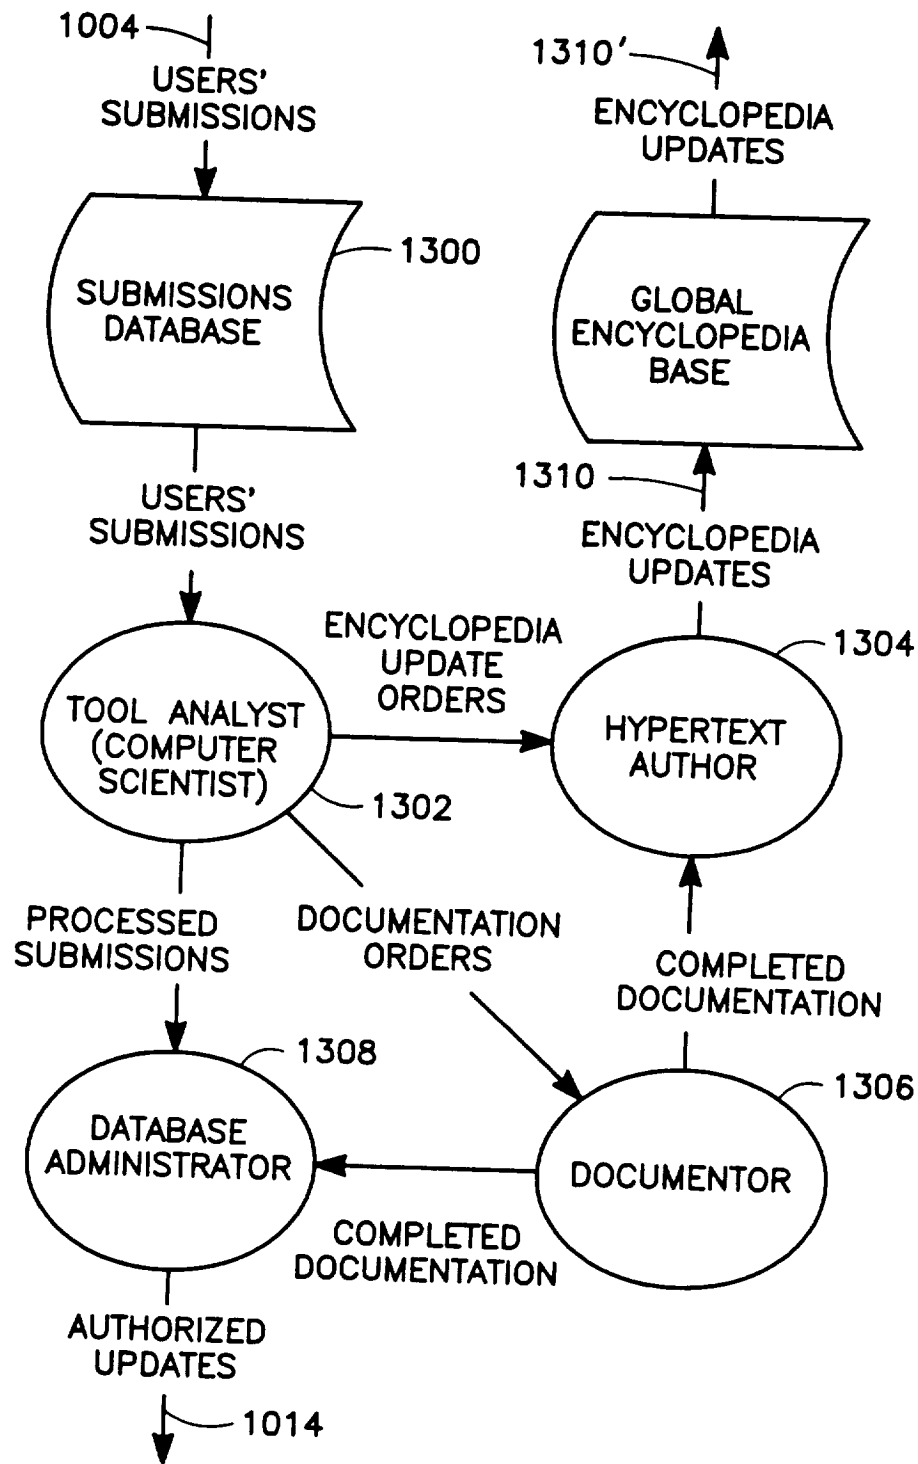 1004
USERS'
SUBMISSIONS
1310'
ENCYCLOPEDIA
UPDATES
1300
SUBMISSIONS
DATABASE
GLOBAL
ENCYCLOPEDIA
BASE
USERS'
SUBMISSIONS
1310
ENCYCLOPEDIA
UPDATES
ENCYCLOPEDIA
UPDATE
ORDERS
1304
TOOL ANALYST
(COMPUTER
SCIENTIST)
1302
HYPERTEXT
AUTHOR
PROCESSED
SUBMISSIONS
DOCUMENTATION
ORDERS
COMPLETED
DOCUMENTATION
1308
1306
DATABASE
ADMINISTRATOR
DOCUMENTOR
COMPLETED
DOCUMENTATION
AUTHORIZED
UPDATES
1014